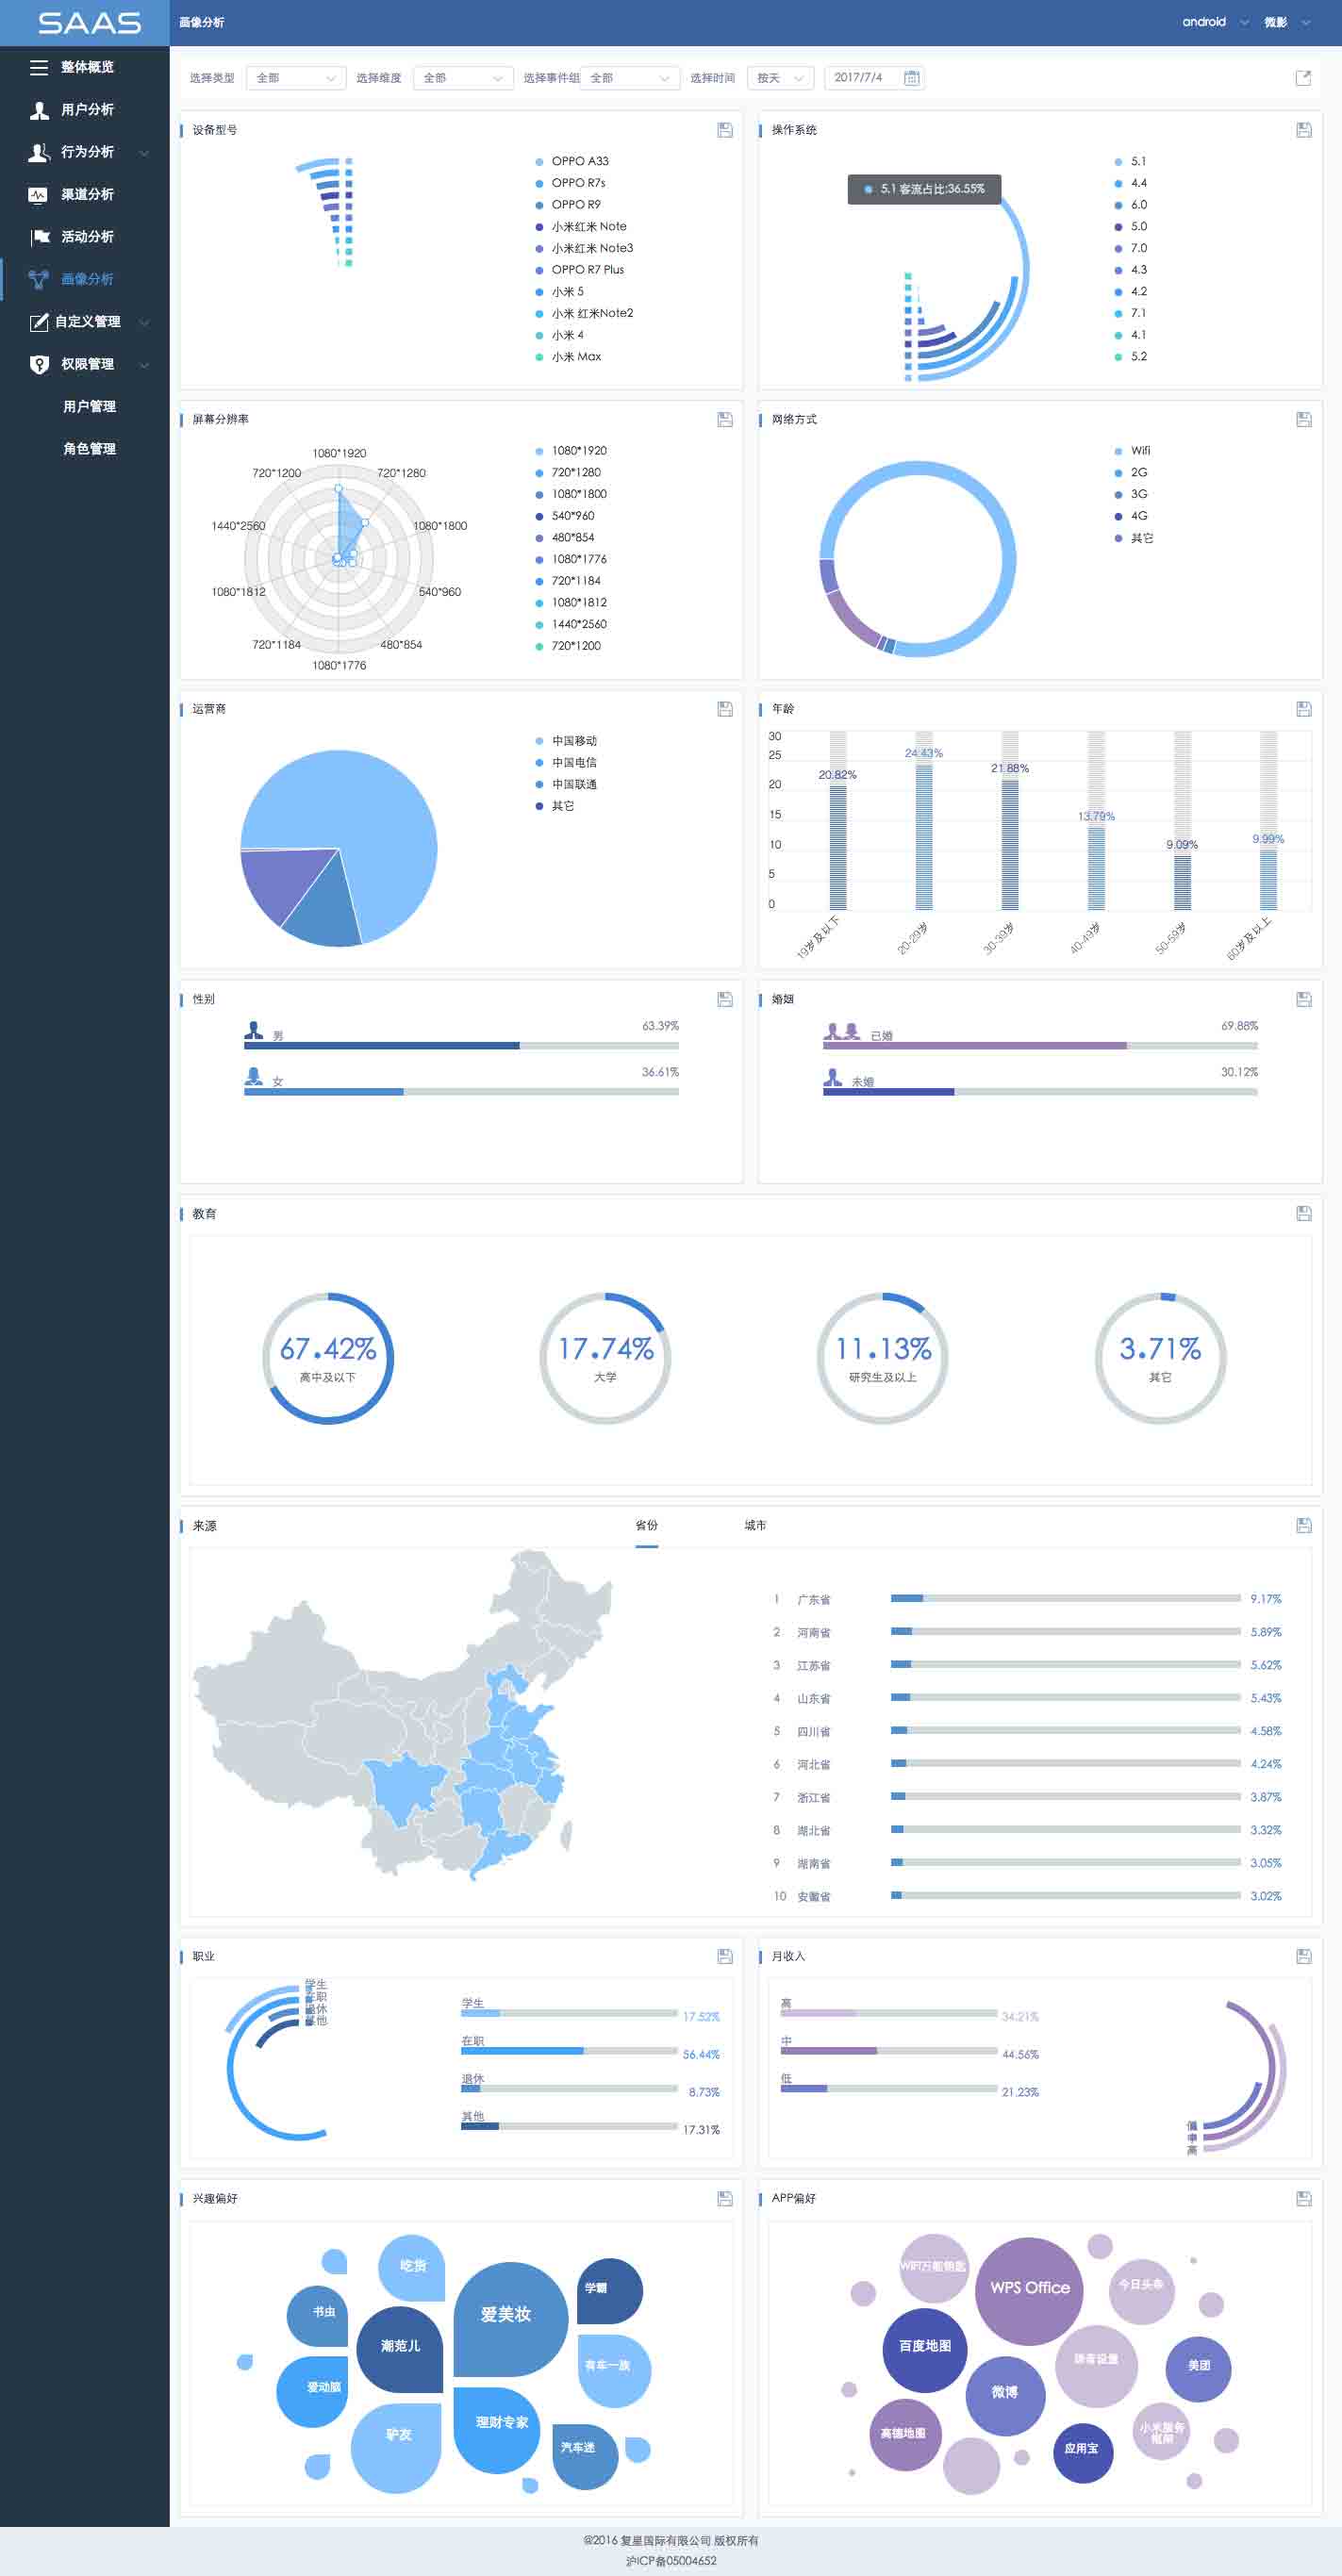 SAAS
画像分析
android
微影
整体概览
用户分析
行为分析
渠道分析
活动分析
画像分析
自定义管理
权限管理
用户管理
角色管理
选择类型 全部 选择维度 全部 选择事件组 全部 选择时间 按天 2017/7/4
设备型号
OPPO A33
OPPO R7s
OPPO R9
小米红米 Note
小米红米 Note3
OPPO R7 Plus
小米 5
小米 红米Note2
小米 4
小米 Max
操作系统
5.1 客流占比:36.55%
5.1
4.4
6.0
5.0
7.0
4.3
4.2
7.1
4.1
5.2
屏幕分辨率
1080*1920
720*1200
720*1280
1440*2560
1080*1800
1080*1812
540*960
720*1184
480*854
1080*1776
1080*1920
720*1280
1080*1800
540*960
480*854
1080*1776
720*1184
1080*1812
1440*2560
720*1200
网络方式
Wifi
2G
3G
4G
其它
运营商
中国移动
中国电信
中国联通
其它
年龄
30
25
20
15
10
5
0
20.82%
24.43%
21.88%
13.79%
9.09%
9.99%
19岁及以下
20-29岁
30-39岁
40-49岁
50-59岁
60岁及以上
性别
男
63.39%
女
36.61%
婚姻
已婚
69.88%
未婚
30.12%
教育
67.42%
高中及以下
17.74%
大学
11.13%
研究生及以上
3.71%
其它
来源
省份
城市
1 广东省 9.17%
2 河南省 5.89%
3 江苏省 5.62%
4 山东省 5.43%
5 四川省 4.58%
6 河北省 4.24%
7 浙江省 3.87%
8 湖北省 3.32%
9 湖南省 3.05%
10 安徽省 3.02%
职业
学生
在职
退休
其他
学生
17.52%
在职
56.44%
退休
8.73%
其他
17.31%
月收入
高
34.21%
中
44.56%
低
21.23%
低
中
高
兴趣偏好
吃货
书虫
潮范儿
爱美妆
学霸
有车一族
爱动脑
驴友
理财专家
汽车迷
APP偏好
WIFI万能钥匙
WPS Office
今日头条
百度地图
微博
美团
高德地图
应用宝
小米服务
框架
@2016 复星国际有限公司 版权所有
沪ICP备05004652